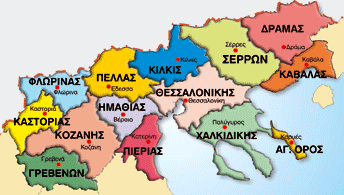 ΔΡΑΜΑΣ
Δράμα
Σέρρες
ΣΕΡΡΩΝ
Καβάλα
ΚΑΒΑΛΑΣ
ΚΙΛΚΙΣ
Κιλκίς
ΠΕΛΛΑΣ
Έδεσσα
ΦΛΩΡΙΝΑΣ
Φλώρινα
ΘΕΣΣΑΛΟΝΙΚΗΣ
Θεσσαλονίκη
Καστοριά
ΚΑΣΤΟΡΙΑΣ
ΗΜΑΘΙΑΣ
Βέροια
ΚΟΖΑΝΗΣ
Κοζάνη
Κατερίνη
ΠΙΕΡΙΑΣ
Πολύγυρος
ΧΑΛΚΙΔΙΚΗΣ
Καρυές
ΑΓ. ΟΡΟΣ
Γρεβενά
ΓΡΕΒΕΝΩΝ